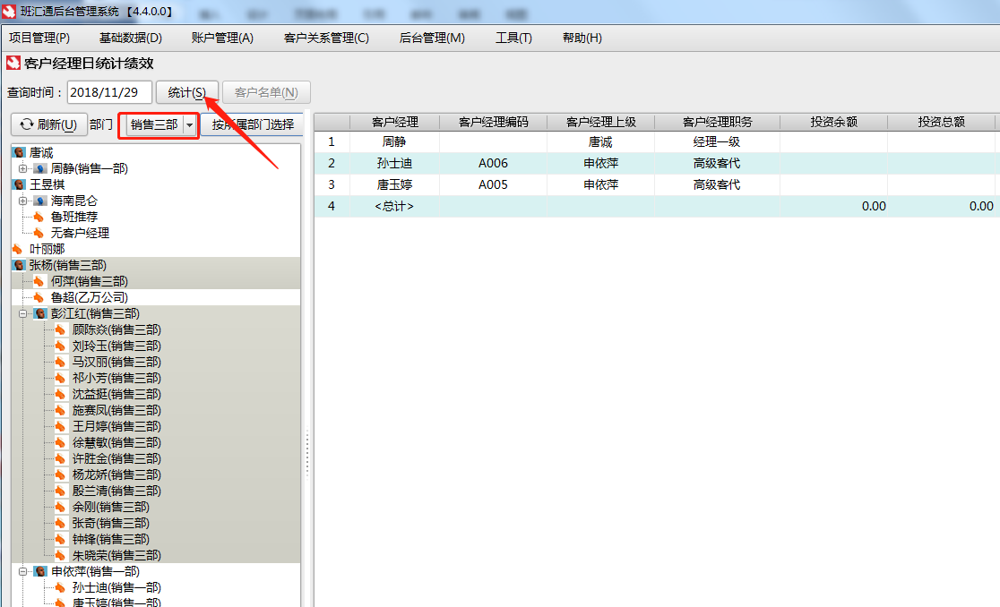 班汇通后台管理系统 【4.4.0.0】
项目管理(P) 基础数据(D) 账户管理(A) 客户关系管理(C) 后台管理(M) 工具(T) 帮助(H)
客户经理日统计绩效
查询时间： 2018/11/29 统计(S) 客户名单(N)
刷新(U) 部门 销售三部 按所属部门选择
唐诚
周静(销售一部)
王昱棋
海南昆仑
鲁班推荐
无客户经理
叶丽娜
张杨(销售三部)
何萍(销售三部)
鲁超(乙万公司)
彭江红(销售三部)
顾陈焱(销售三部)
刘玲玉(销售三部)
马汉丽(销售三部)
祁小芳(销售三部)
沈益挺(销售三部)
施赛凤(销售三部)
王月婷(销售三部)
徐慧敏(销售三部)
许胜金(销售三部)
杨龙娇(销售三部)
殷兰清(销售三部)
余刚(销售三部)
张奇(销售三部)
钟锋(销售三部)
朱晓荣(销售三部)
申依萍(销售一部)
孙士迪(销售一部)
唐玉婷(销售一部)
客户经理 客户经理编码 客户经理上级 客户经理职务 投资余额 投资总额
1 周静 唐诚 经理一级
2 孙士迪 A006 申依萍 高级客代
3 唐玉婷 A005 申依萍 高级客代
4 <总计> 0.00 0.00